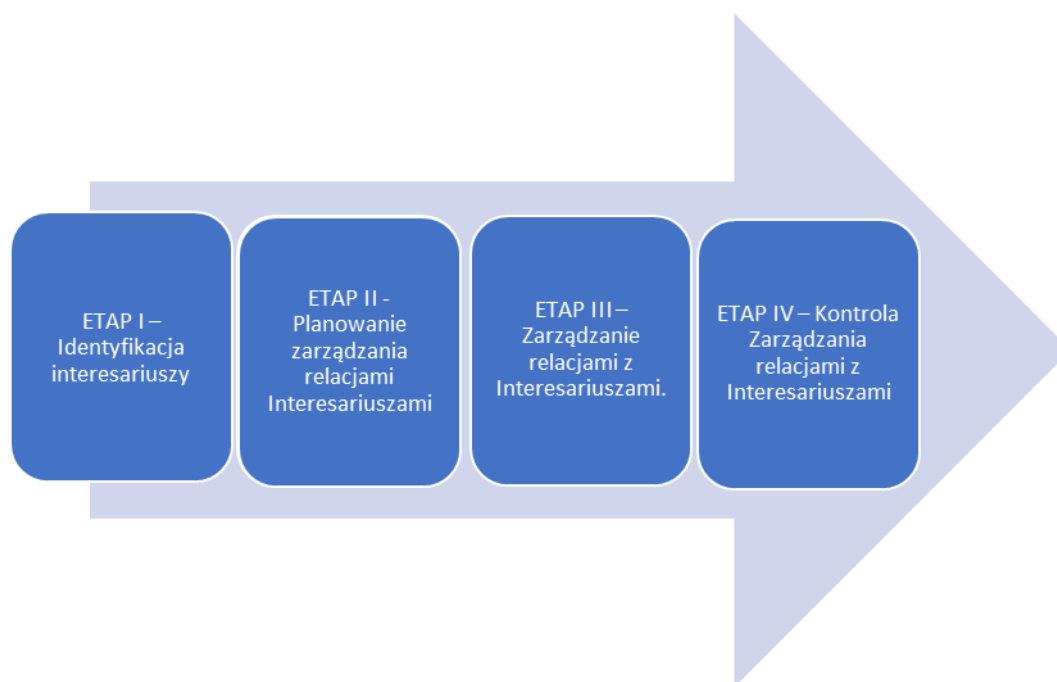 ETAP I –
Identyfikacja
interesariuszy
ETAP II -
Planowanie
zarządzania
relacjami
Interesariuszami
ETAP III –
Zarządzanie
relacjami z
Interesariuszami.
ETAP IV – Kontrola
Zarządzania
relacjami z
Interesariuszami